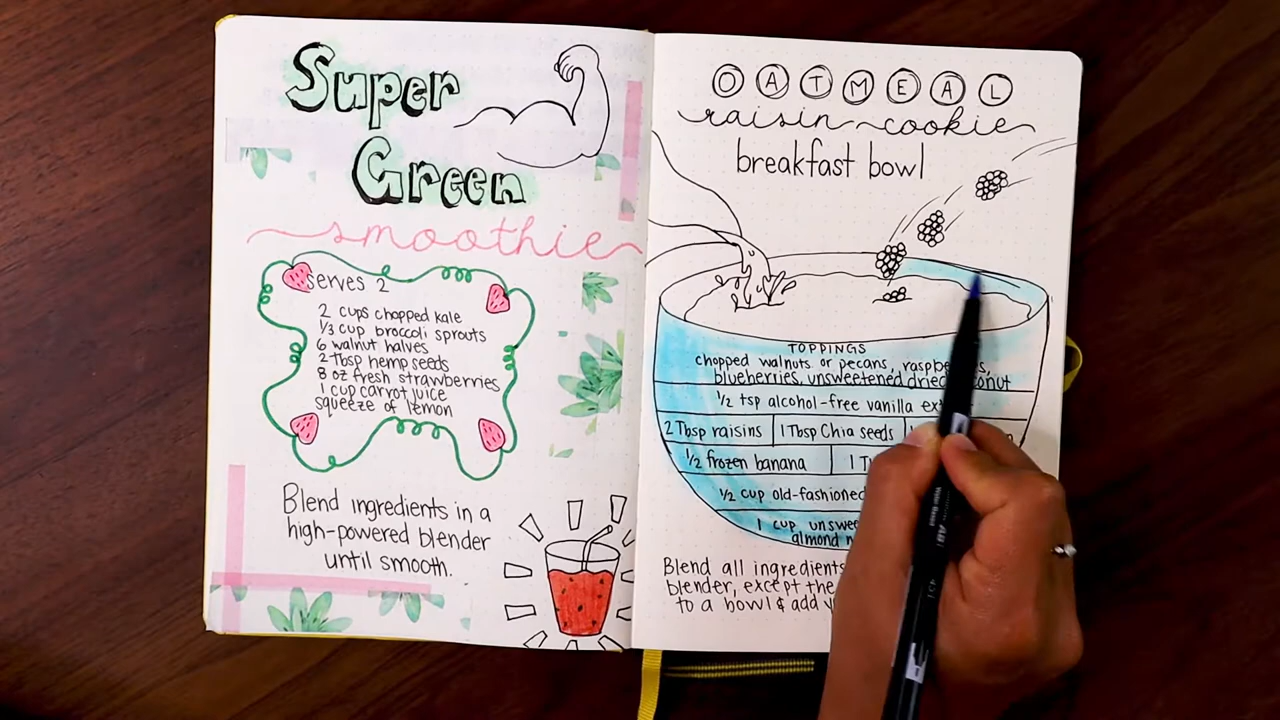 Super
Green
smoothie
serves 2
2 cups chopped kale
1/3 cup broccoli sprouts
6 walnut halves
2 Tbsp hemp seeds
8 oz fresh strawberries
1 cup carrot juice
squeeze of lemon
Blend ingredients in a
high-powered blender
until smooth.
OATMEAL
raisin cookie
breakfast bowl
TOPPINGS
chopped walnuts or pecans,
blueberries, unsweetened dried
1/2 tsp alcohol-free vanilla
2 Tbsp raisins 1 Tbsp Chia seeds
1/2 frozen banana 1
1/2 cup old-fashioned
1 cup
almond
Blend all ingredients
blender, except the
to a bowl & add